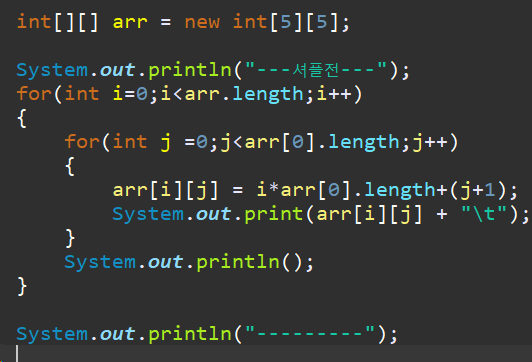 int[][] arr = new int[5][5];
System.out.println("---셔플전---");
for(int i=0;i<arr.length;i++)
{
for(int j =0;j<arr[0].length;j++)
{
arr[i][j] = i*arr[0].length+(j+1);
System.out.print(arr[i][j] + "\t");
}
System.out.println();
}
System.out.println("---------");